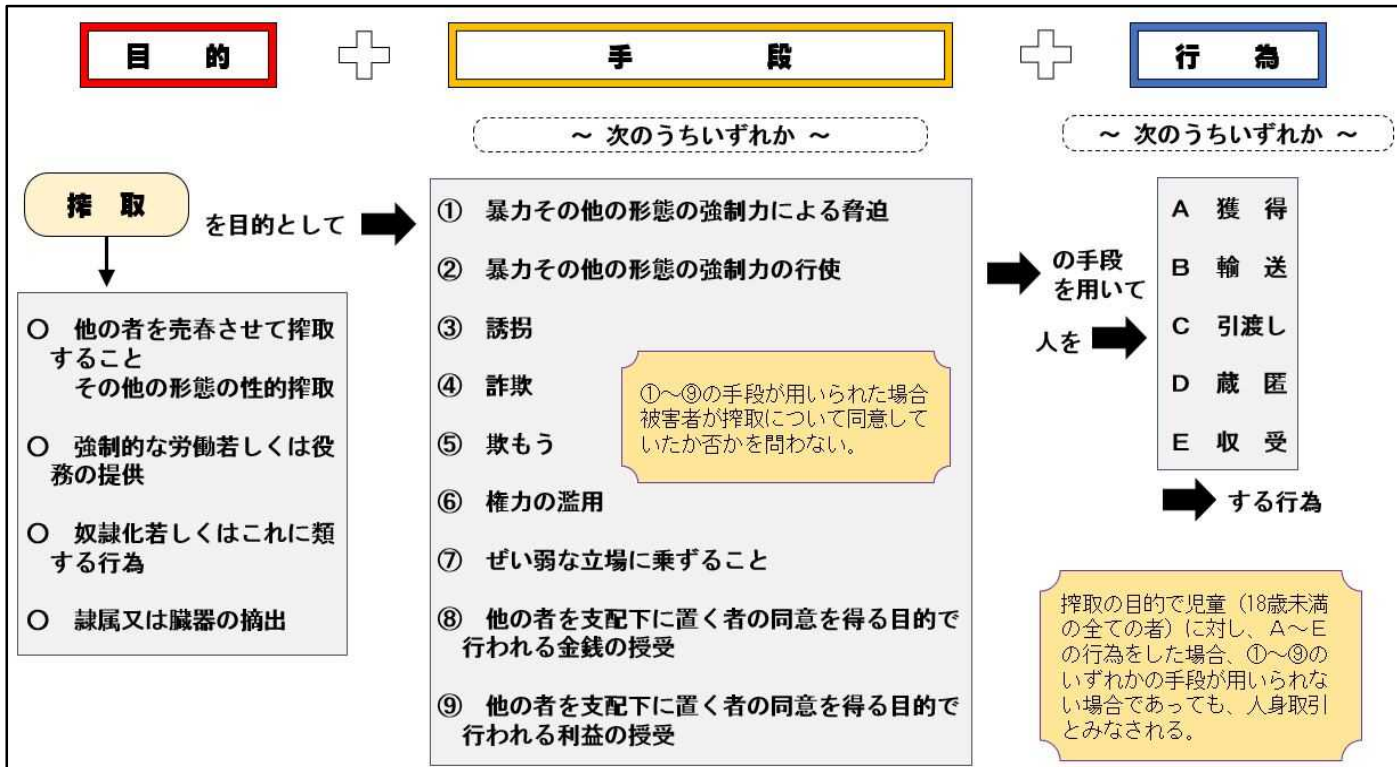 目 的
手 段
行 為
～ 次のうちいずれか ～
～ 次のうちいずれか ～
搾 取
を目的として
○ 他の者を売春させて搾取
すること
その他の形態の性的搾取
○ 強制的な労働若しくは役
務の提供
○ 奴隷化若しくはこれに類
する行為
○ 隷属又は臓器の摘出
① 暴力その他の形態の強制力による脅迫
② 暴力その他の形態の強制力の行使
③ 誘拐
④ 詐欺
⑤ 欺もう
⑥ 権力の濫用
⑦ ぜい弱な立場に乗ずること
⑧ 他の者を支配下に置く者の同意を得る目的で
行われる金銭の授受
⑨ 他の者を支配下に置く者の同意を得る目的で
行われる利益の授受
①～⑨の手段が用いられた場合
被害者が搾取について同意して
いたか否かを問わない。
の手段
を用いて
人を
A 獲 得
B 輸 送
C 引渡し
D 蔵 匿
E 収 受
する行為
搾取の目的で児童（18歳未満
の全ての者）に対し、A～E
の行為をした場合、①～⑨の
いずれかの手段が用いられな
い場合であっても、人身取引
とみなされる。